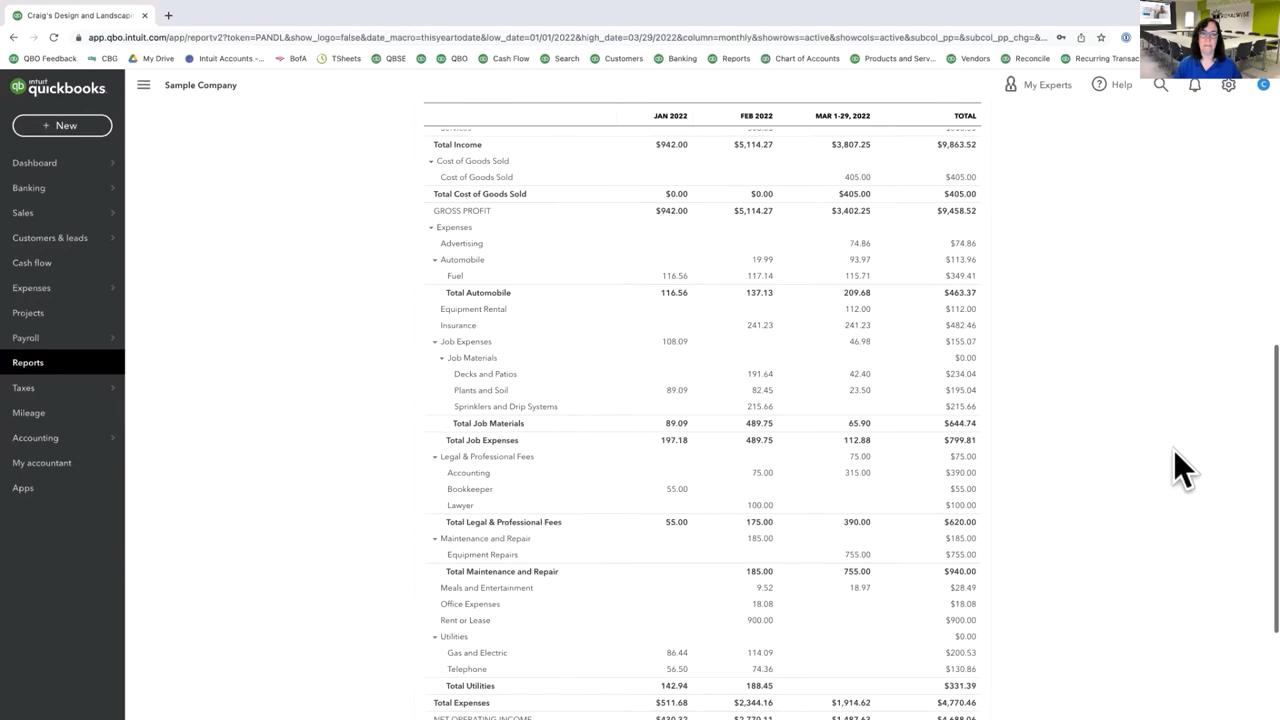 Craig's Design and Landscap
app.qbo.intuit.com/app/reportv2?token=PANDL&show_logo=false&date_macro=thisyeartodate&low_date=01/01/2022&high_date=03/29/2022&column=monthly&showrows=active&showcols=active&subcol_pp=&subcol_pp_chg=&...
QBO Feedback CBG My Drive Intuit Accounts -... BofA TSheets QBSE QBO Cash Flow Search Customers Banking Reports Chart of Accounts Products and Serv... Vendors Reconcile Recurring Transac
ROYALWISE
intuit quickbooks. Sample Company My Experts Help C
+ New
Dashboard
Banking
Sales
Customers & leads
Cash flow
Expenses
Projects
Payroll
Reports
Taxes
Mileage
Accounting
My accountant
Apps
JAN 2022 FEB 2022 MAR 1-29, 2022 TOTAL
Services
Total Income $942.00 $5,114.27 $3,807.25 $9,863.52
Cost of Goods Sold
Cost of Goods Sold 405.00 $405.00
Total Cost of Goods Sold $0.00 $0.00 $405.00 $405.00
GROSS PROFIT $942.00 $5,114.27 $3,402.25 $9,458.52
Expenses
Advertising 74.86 $74.86
Automobile 19.99 93.97 $113.96
Fuel 116.56 117.14 115.71 $349.41
Total Automobile 116.56 137.13 209.68 $463.37
Equipment Rental 112.00 $112.00
Insurance 241.23 241.23 $482.46
Job Expenses 108.09 46.98 $155.07
Job Materials $0.00
Decks and Patios 191.64 42.40 $234.04
Plants and Soil 89.09 82.45 23.50 $195.04
Sprinklers and Drip Systems 215.66 $215.66
Total Job Materials 89.09 489.75 65.90 $644.74
Total Job Expenses 197.18 489.75 112.88 $799.81
Legal & Professional Fees 75.00 $75.00
Accounting 75.00 315.00 $390.00
Bookkeeper 55.00 $55.00
Lawyer 100.00 $100.00
Total Legal & Professional Fees 55.00 175.00 390.00 $620.00
Maintenance and Repair 185.00 $185.00
Equipment Repairs 755.00 $755.00
Total Maintenance and Repair 185.00 755.00 $940.00
Meals and Entertainment 9.52 18.97 $28.49
Office Expenses 18.08 $18.08
Rent or Lease 900.00 $900.00
Utilities $0.00
Gas and Electric 86.44 114.09 $200.53
Telephone 56.50 74.36 $130.86
Total Utilities 142.94 188.45 $331.39
Total Expenses $511.68 $2,344.16 $1,914.62 $4,770.46
NET OPERATING INCOME $430.32 $2,770.11 $1,487.63 $4,688.06